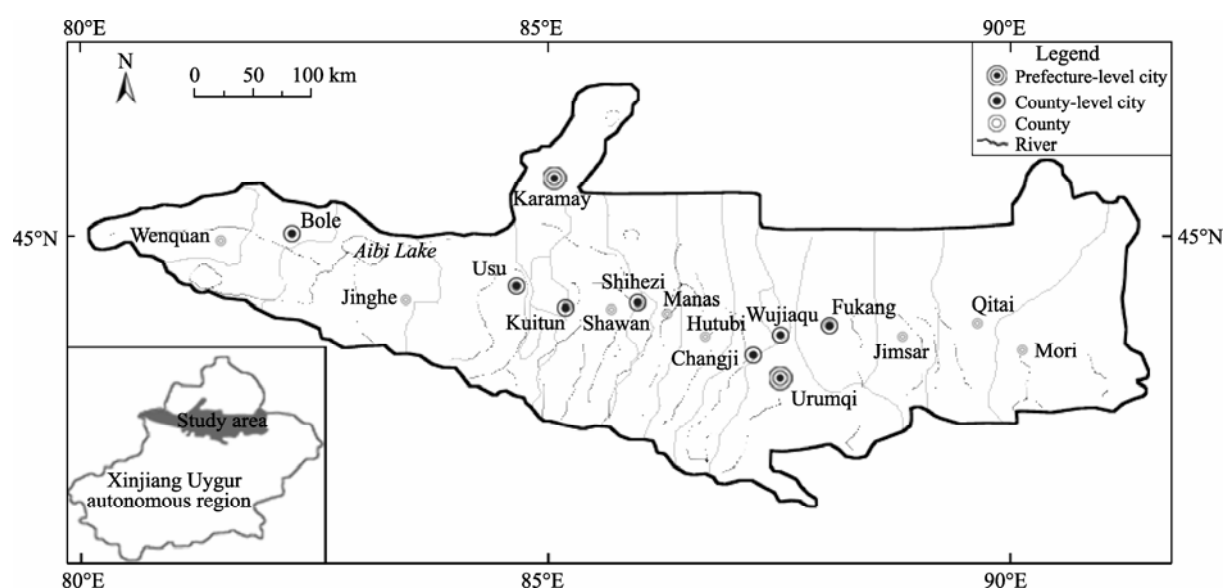 80°E
85°E
90°E
N
0 50 100 km
Legend
Prefecture-level city
County-level city
County
River
Karamay
45°N
45°N
Bole
Wenquan
Aibi Lake
Usu
Shihezi
Jinghe
Manas
Kuitun
Shawan
Hutubi
Wujiaqu
Fukang
Qitai
Changji
Jimsar
Mori
Urumqi
Study area
Xinjiang Uygur
autonomous region
80°E
85°E
90°E